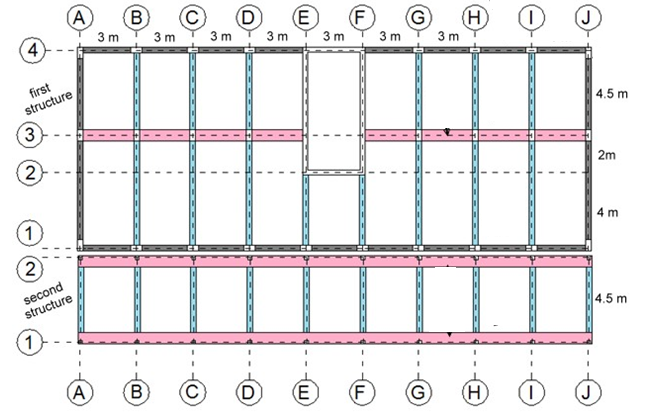 A B C D E F G H I J
3 m 3 m 3 m 3 m 3 m 3 m 3 m
4
first
structure
4.5 m
3
2m
2
4 m
1
2
second
structure
4.5 m
1
A B C D E F G H I J